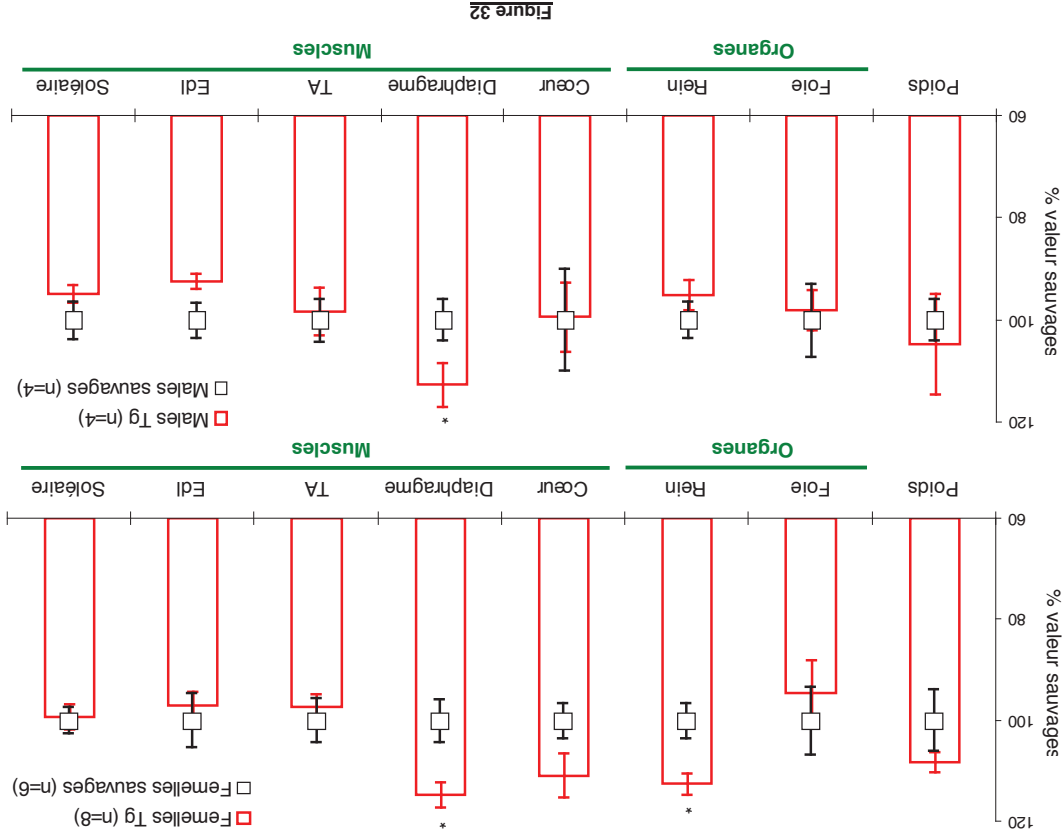 % valeur sauvages
120
100
80
60
Femelles Tg (n=8)
Femelles sauvages (n=6)
*
*
Poids Foie Rein Cœur Diaphragme TA Edl Soléaire
Organes Muscles
% valeur sauvages
120
100
80
60
Males Tg (n=4)
Males sauvages (n=4)
*
Poids Foie Rein Cœur Diaphragme TA Edl Soléaire
Organes Muscles
Figure 32